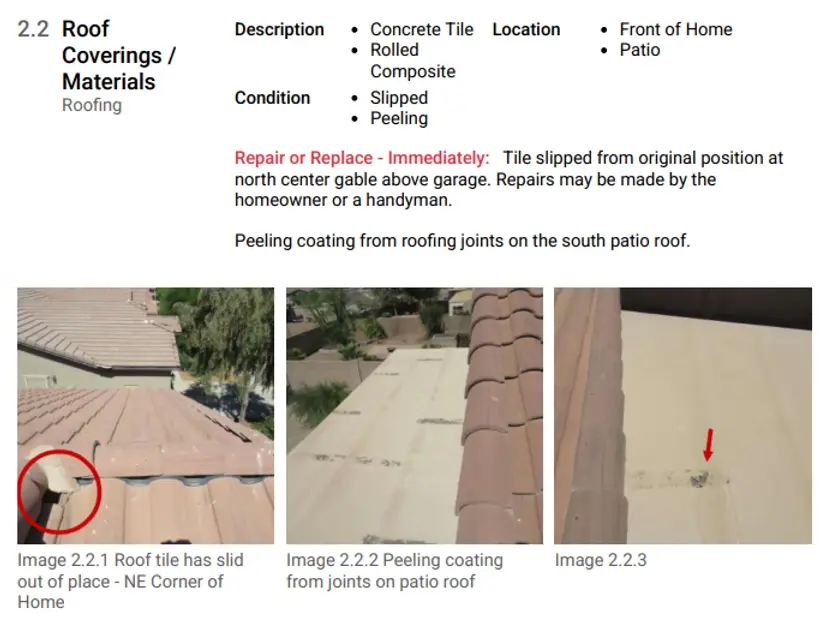 2.2 Roof Coverings / Materials
Roofing
Description
• Concrete Tile
• Rolled Composite
Location
• Front of Home
• Patio
Condition
• Slipped
• Peeling
Repair or Replace - Immediately: Tile slipped from original position at
north center gable above garage. Repairs may be made by the
homeowner or a handyman.
Peeling coating from roofing joints on the south patio roof.
Image 2.2.1 Roof tile has slid
out of place - NE Corner of
Home
Image 2.2.2 Peeling coating
from joints on patio roof
Image 2.2.3